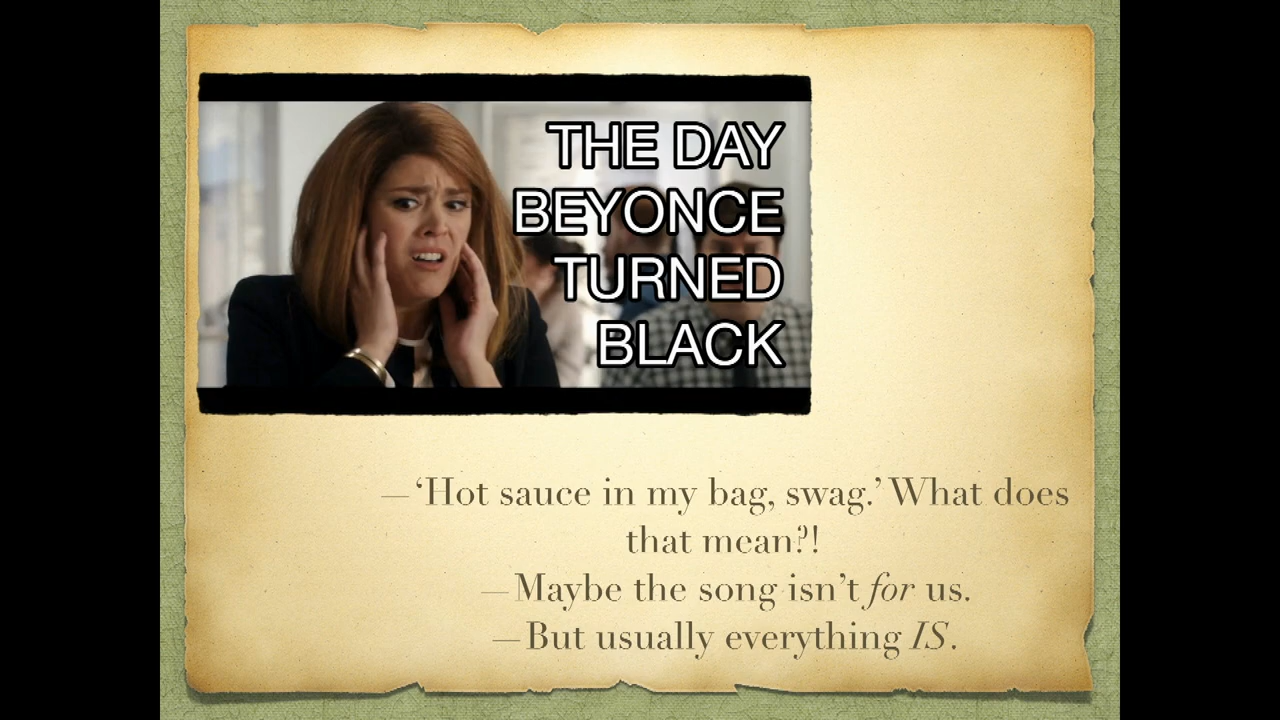 THE DAY
BEYONCE
TURNED
BLACK
—‘Hot sauce in my bag, swag.’ What does
that mean?!
—Maybe the song isn’t for us.
—But usually everything IS.